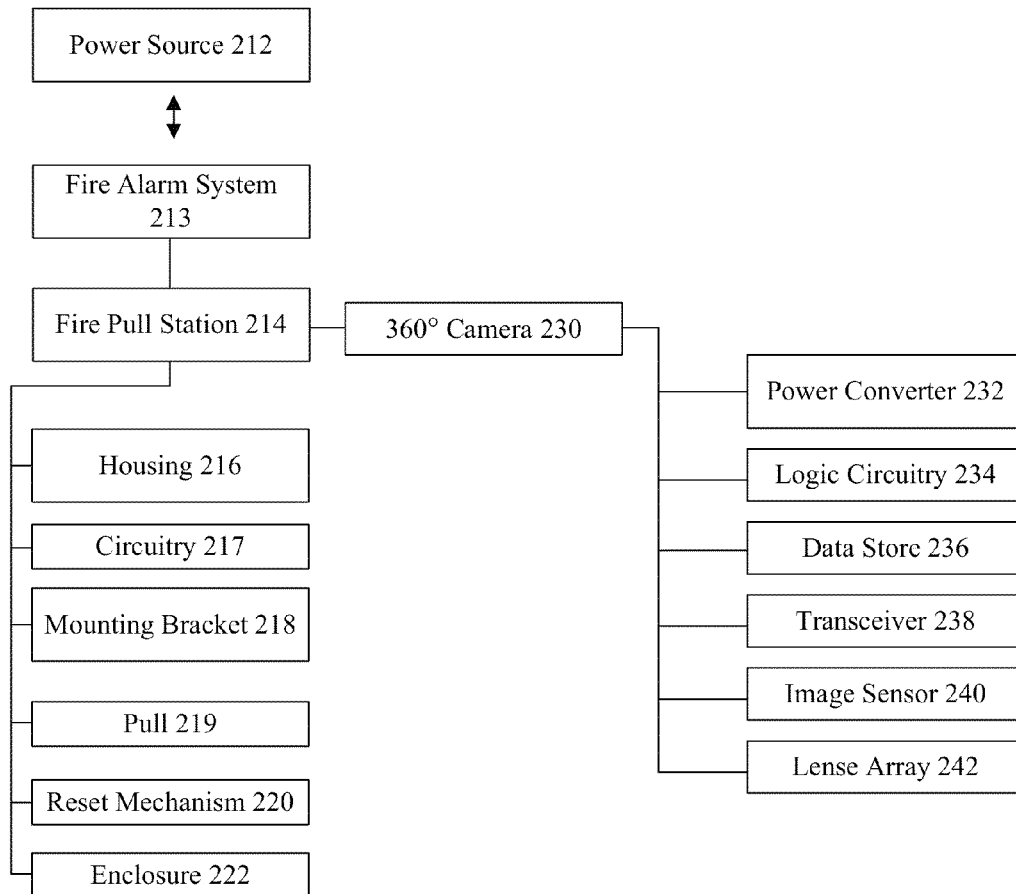 Power Source 212
Fire Alarm System
213
Fire Pull Station 214
360° Camera 230
Power Converter 232
Housing 216
Logic Circuitry 234
Circuitry 217
Data Store 236
Mounting Bracket 218
Transceiver 238
Pull 219
Image Sensor 240
Lense Array 242
Reset Mechanism 220
Enclosure 222